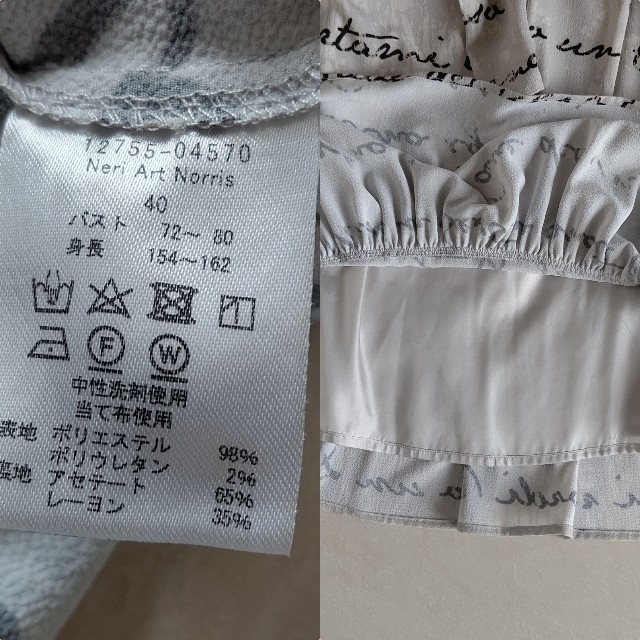 12755-04570
Neri Art Norris
40
バスト 72～ 80
身長 154～162
F W
中性洗剤使用
当て布使用
表地 ポリエステル 98%
ポリウレタン 2%
裏地 アセテート 65%
レーヨン 35%